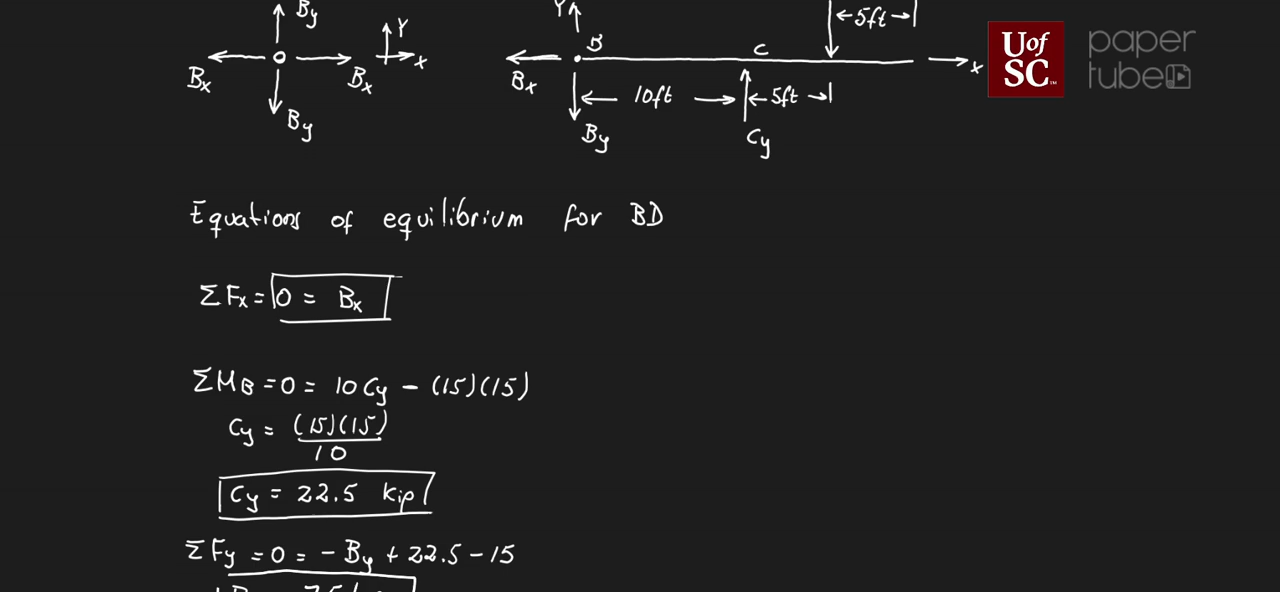 By
Y
Y
←5ft→
B
C
Bx
Bx
x
Bx
x
UofSC
paper tube
By
10ft
5ft
By
Cy
Equations of equilibrium for BD
ΣFx = 0 = Bx
ΣMB = 0 = 10Cy - (15)(15)
Cy = (15)(15)
10
Cy = 22.5 kip
ΣFy = 0 = - By + 22.5 - 15